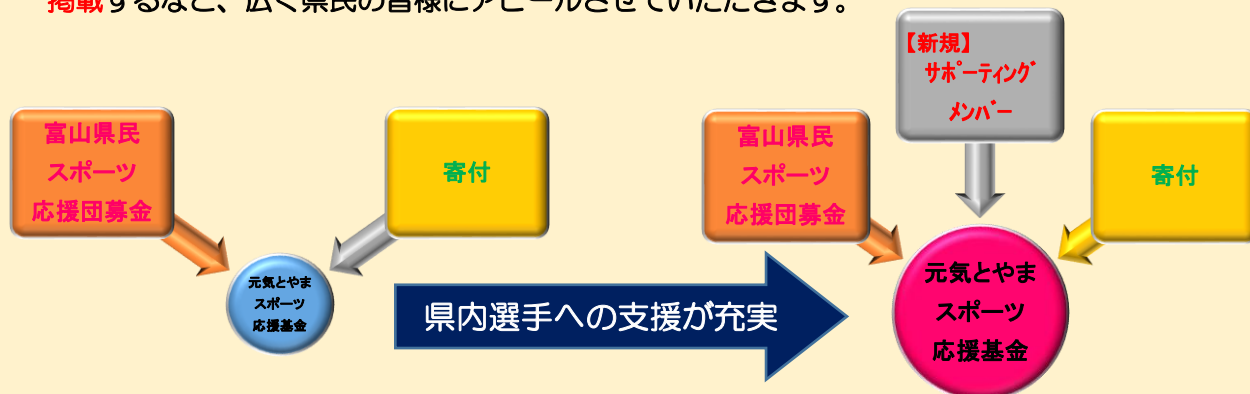 掲載するなど、広く県民の皆様にアピールさせていただきます。
富山県民
スポーツ
応援団募金
寄付
元気とやま
スポーツ
応援基金
県内選手への支援が充実
【新規】
ｻﾎﾟｰﾃｨﾝｸﾞ
ﾒﾝﾊﾞｰ
富山県民
スポーツ
応援団募金
寄付
元気とやま
スポーツ
応援基金